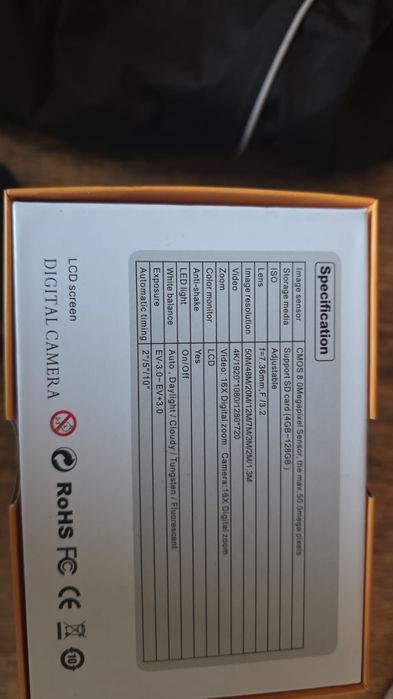 Specification
Image sensor CMOS 8.0Megapixel Sensor, the max. 50.0mega pixels
Storage media Support SD card (4GB-128GB)
ISO Adjustable
Lens f=7.36mm,F /3.2
Image resolution 50M/48M/20M/12M/7M/3M/2M/1.3M
Video 4K/1920*1080/1280*720
Zoom Video: 16X Digital zoom Camera:16X Digital zoom
Color monitor LCD
Anti-shake Yes
LED light On/Off
White balance Auto , Daylight / Cloudy / Tungsten / Fluorescent
Exposure EV-3.0~EV+3.0
Automatic timing 2"/5"/10"
LCD screen
DIGITAL CAMERA RoHS FC CE 10